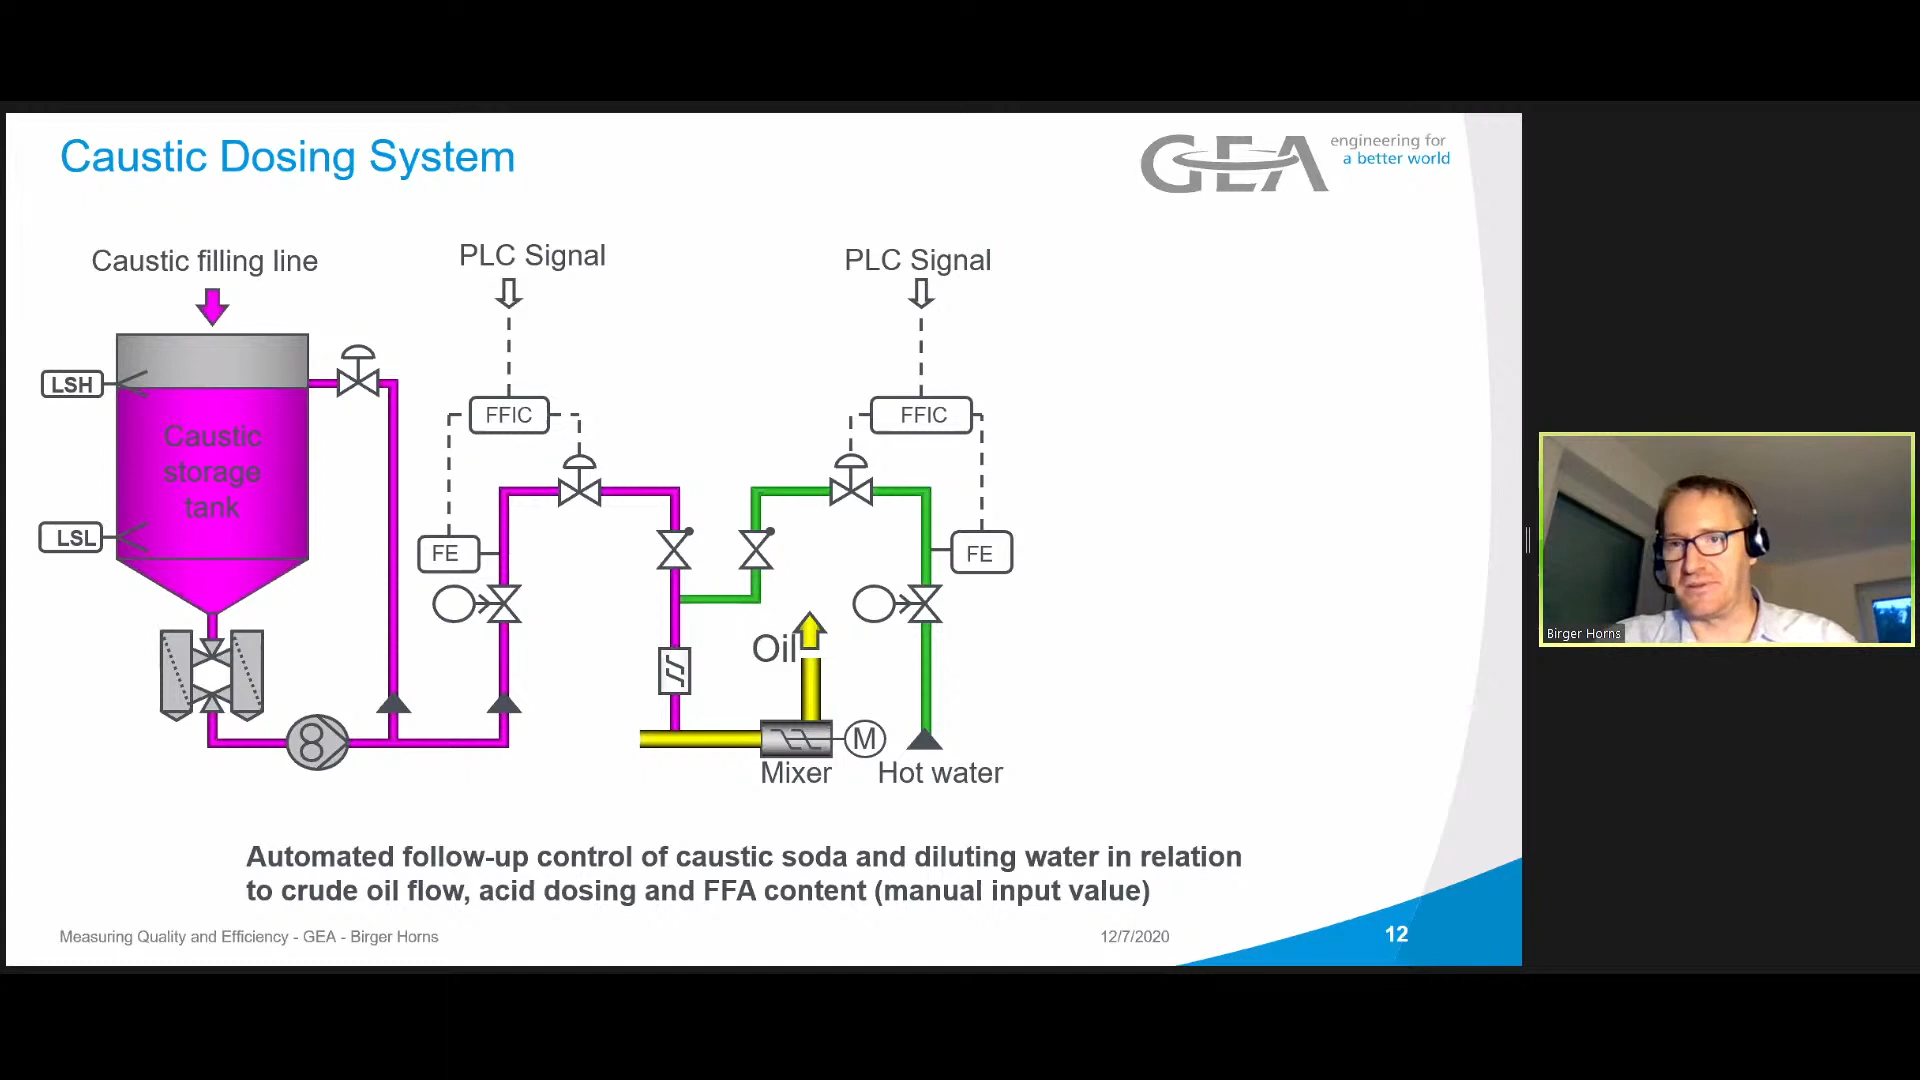 Caustic Dosing System
GEA
engineering for
a better world
Caustic filling line
PLC Signal
PLC Signal
LSH
FFIC
FFIC
Caustic
storage
tank
LSL
FE
FE
Oil
M
Mixer
Hot water
Automated follow-up control of caustic soda and diluting water in relation
to crude oil flow, acid dosing and FFA content (manual input value)
Measuring Quality and Efficiency - GEA - Birger Horns
12/7/2020
12
Birger Horns